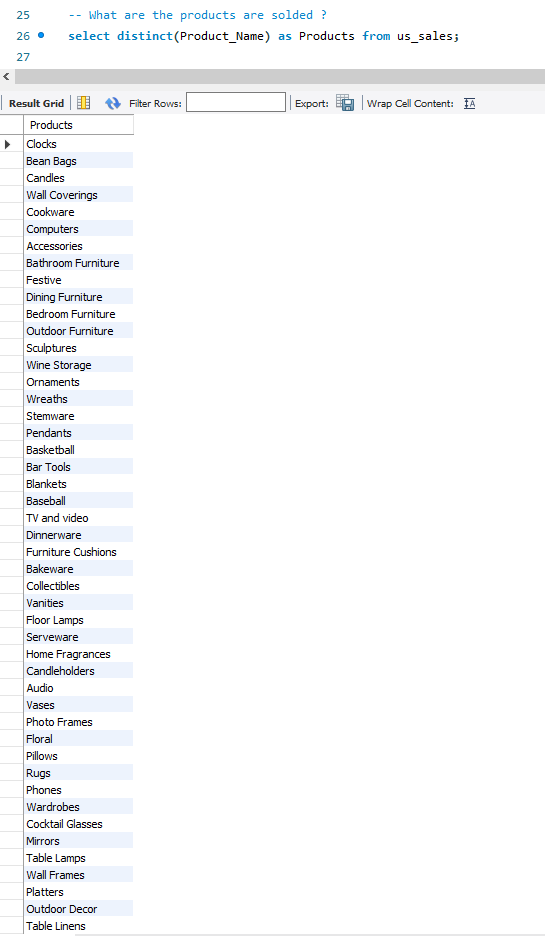 25 -- What are the products are solded ?
26 select distinct(Product_Name) as Products from us_sales;
27
Result Grid Filter Rows: Export: Wrap Cell Content:
Products
Clocks
Bean Bags
Candles
Wall Coverings
Cookware
Computers
Accessories
Bathroom Furniture
Festive
Dining Furniture
Bedroom Furniture
Outdoor Furniture
Sculptures
Wine Storage
Ornaments
Wreaths
Stemware
Pendants
Basketball
Bar Tools
Blankets
Baseball
TV and video
Dinnerware
Furniture Cushions
Bakeware
Collectibles
Vanities
Floor Lamps
Serveware
Home Fragrances
Candleholders
Audio
Vases
Photo Frames
Floral
Pillows
Rugs
Phones
Wardrobes
Cocktail Glasses
Mirrors
Table Lamps
Wall Frames
Platters
Outdoor Decor
Table Linens